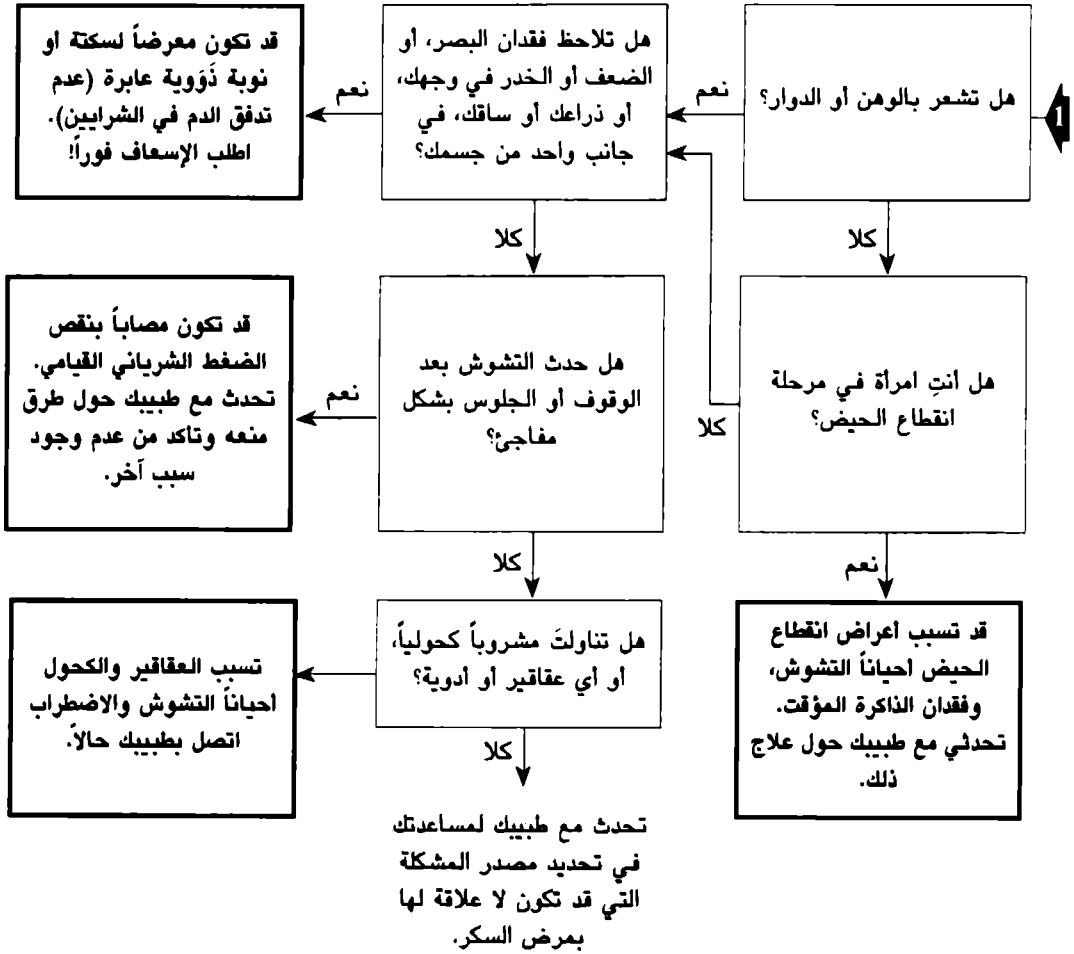 1
هل تشعر بالوهن أو الدوار؟
نعم
هل تلاحظ فقدان البصر، أو
الضعف أو الخدر في وجهك،
أو ذراعك أو ساقك، في
جانب واحد من جسمك؟
نعم
قد تكون معرضاً لسكتة أو
نوبة ذَوَوية عابرة (عدم
تدفق الدم في الشرايين).
اطلب الإسعاف فوراً!
كلا
كلا
هل أنتِ امرأة في مرحلة
انقطاع الحيض؟
كلا
هل حدث التشوش بعد
الوقوف أو الجلوس بشكل
مفاجئ؟
نعم
قد تكون مصاباً بنقص
الضغط الشرياني القيامي.
تحدث مع طبيبك حول طرق
منعه وتأكد من عدم وجود
سبب آخر.
نعم
كلا
قد تسبب أعراض انقطاع
الحيض أحياناً التشوش،
وفقدان الذاكرة المؤقت.
تحدثي مع طبيبك حول علاج
ذلك.
هل تناولتَ مشروباً كحولياً،
أو أي عقاقير أو أدوية؟
تسبب العقاقير والكحول
أحياناً التشوش والاضطراب
اتصل بطبيبك حالاً.
كلا
تحدث مع طبيبك لمساعدتك
في تحديد مصدر المشكلة
التي قد تكون لا علاقة لها
بمرض السكر.